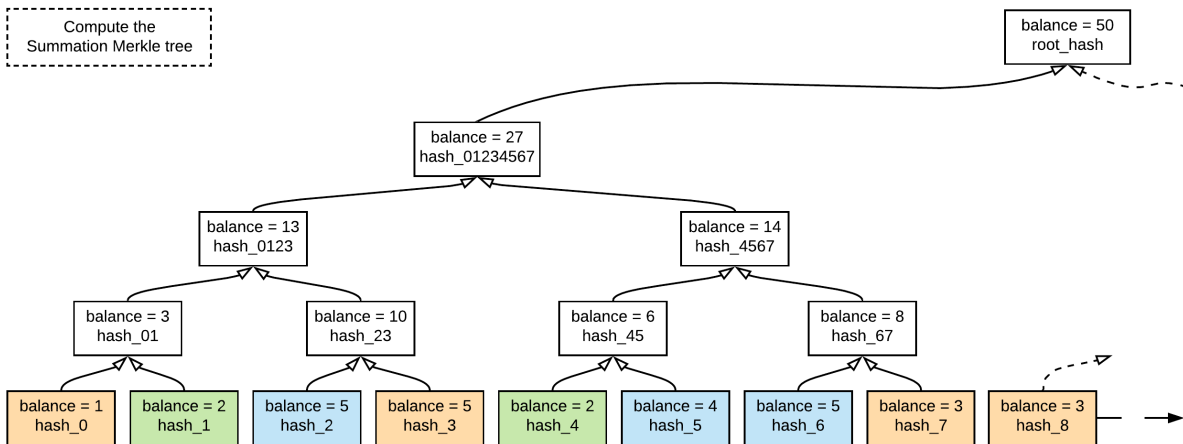 Compute the
Summation Merkle tree
balance = 50
root_hash
balance = 27
hash_01234567
balance = 13
hash_0123
balance = 14
hash_4567
balance = 3
hash_01
balance = 10
hash_23
balance = 6
hash_45
balance = 8
hash_67
balance = 1
hash_0
balance = 2
hash_1
balance = 5
hash_2
balance = 5
hash_3
balance = 2
hash_4
balance = 4
hash_5
balance = 5
hash_6
balance = 3
hash_7
balance = 3
hash_8